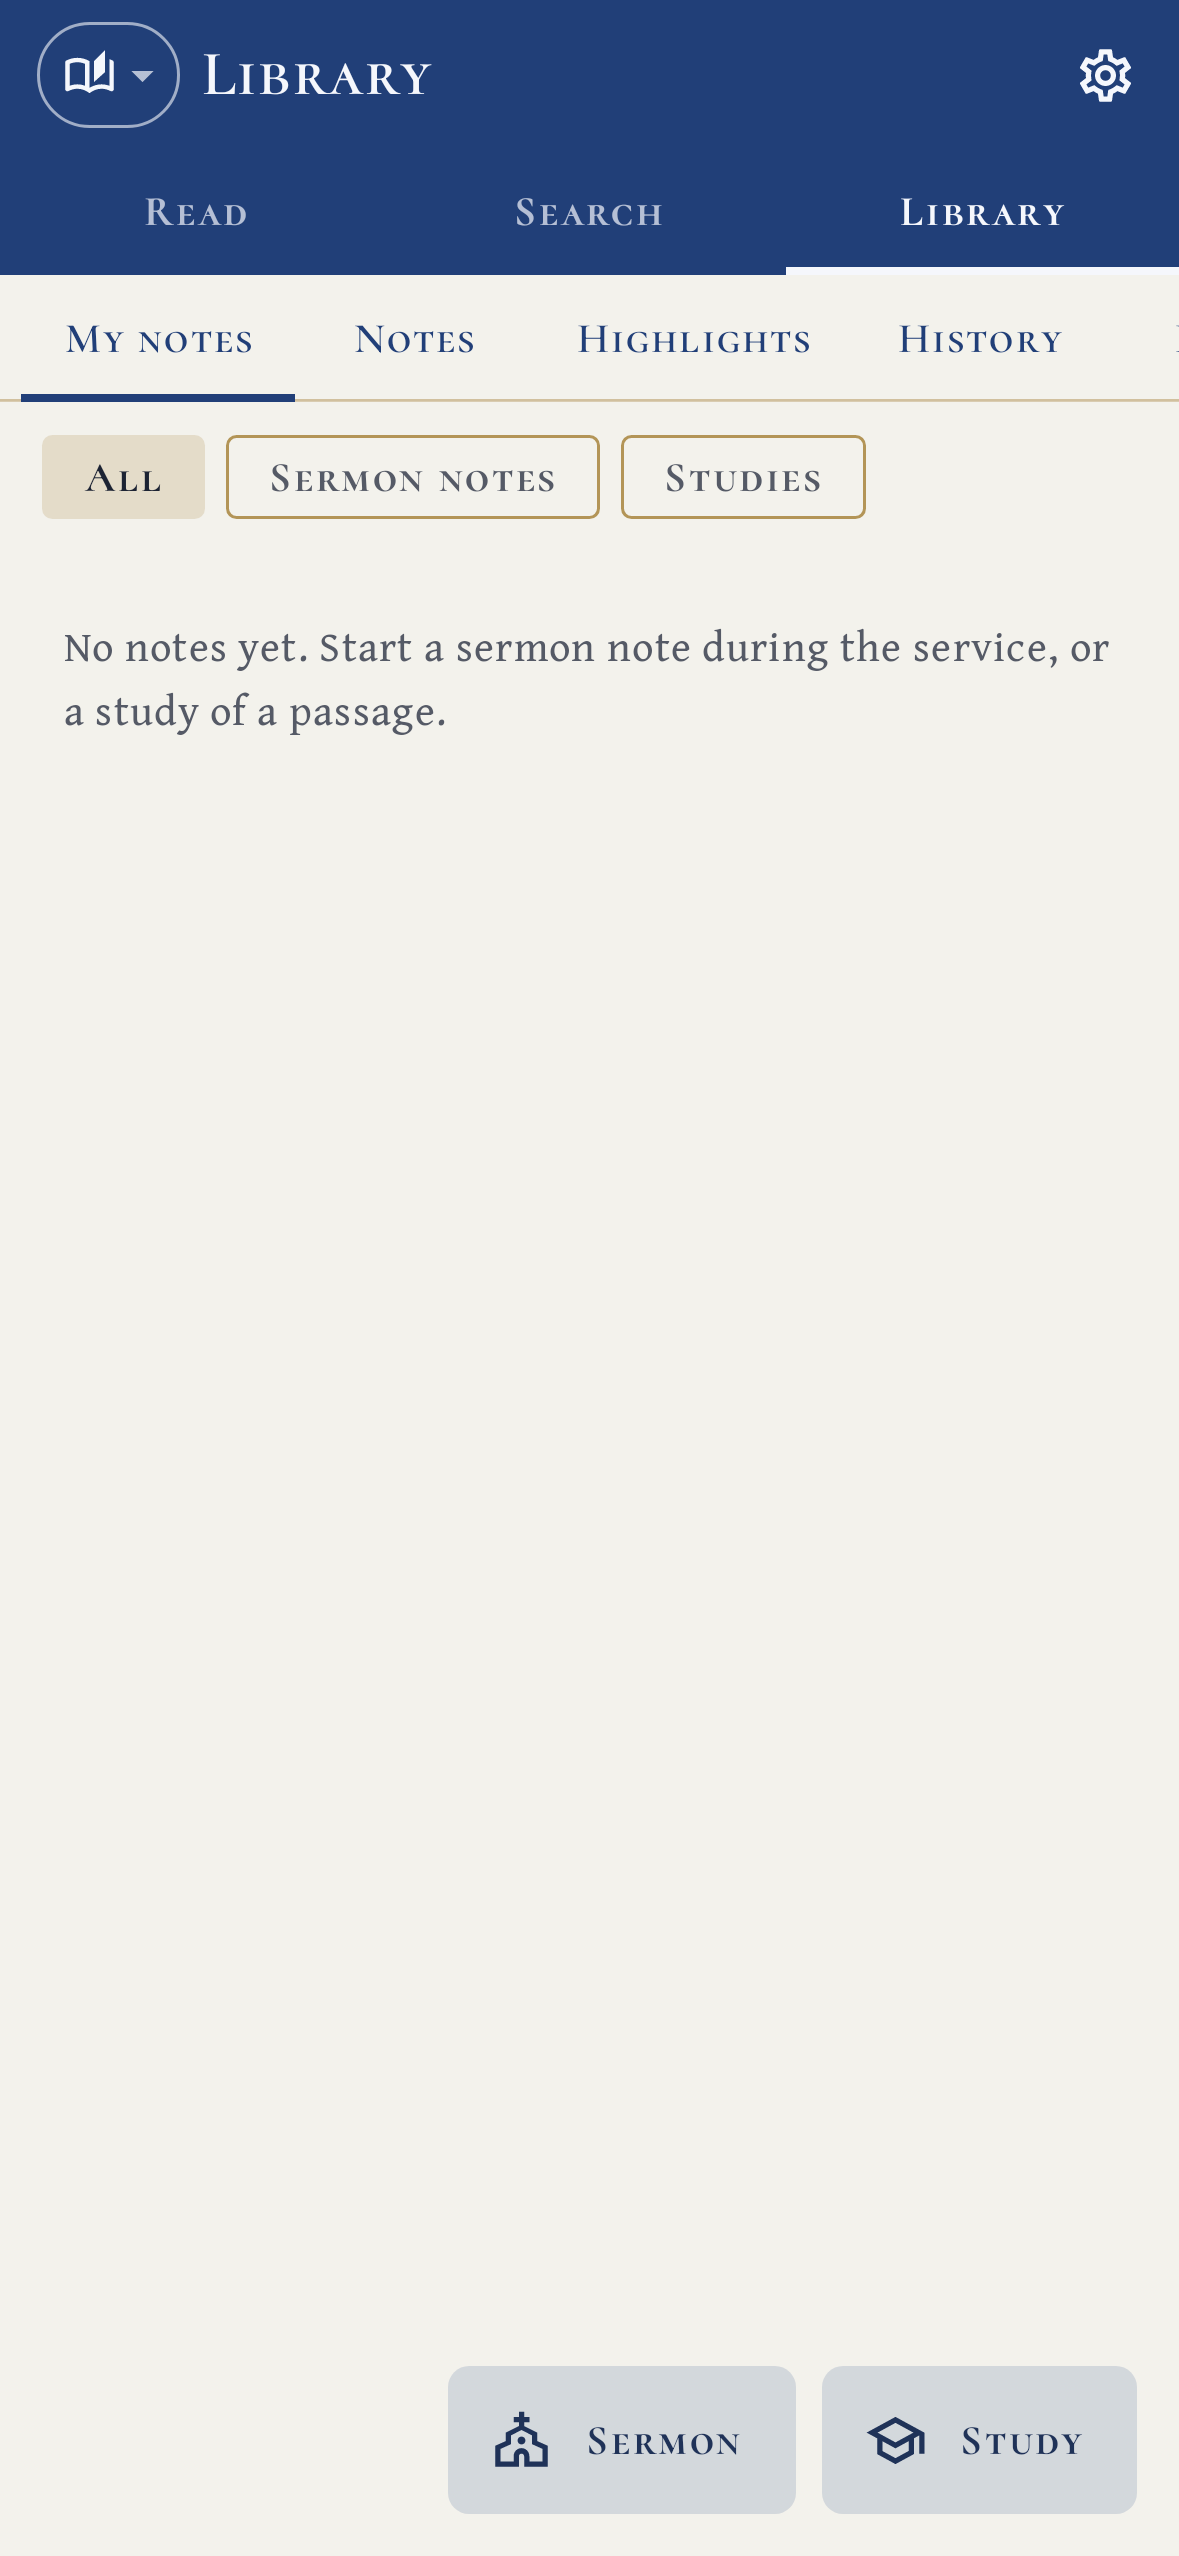 Library
Read
Search
Library
My notes
Notes
Highlights
History
All
Sermon notes
Studies
No notes yet. Start a sermon note during the service, or
a study of a passage.
Sermon
Study